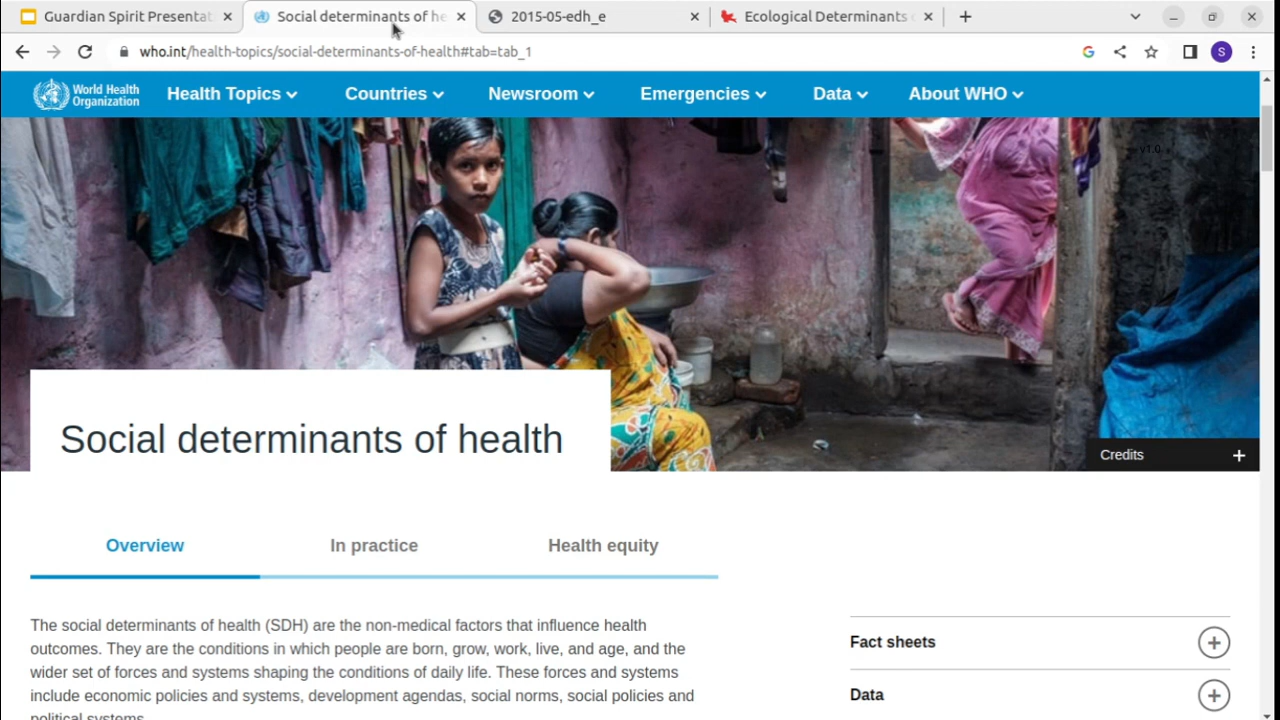 Guardian Spirit Presentat
Social determinants of he
2015-05-edh_e
Ecological Determinants o
who.int/health-topics/social-determinants-of-health#tab=tab_1
G
S
World Health
Organization
Health Topics
Countries
Newsroom
Emergencies
Data
About WHO
v1.0
Social determinants of health
Credits +
Overview
In practice
Health equity
The social determinants of health (SDH) are the non-medical factors that influence health
outcomes. They are the conditions in which people are born, grow, work, live, and age, and the
wider set of forces and systems shaping the conditions of daily life. These forces and systems
include economic policies and systems, development agendas, social norms, social policies and
political systems.
Fact sheets
Data